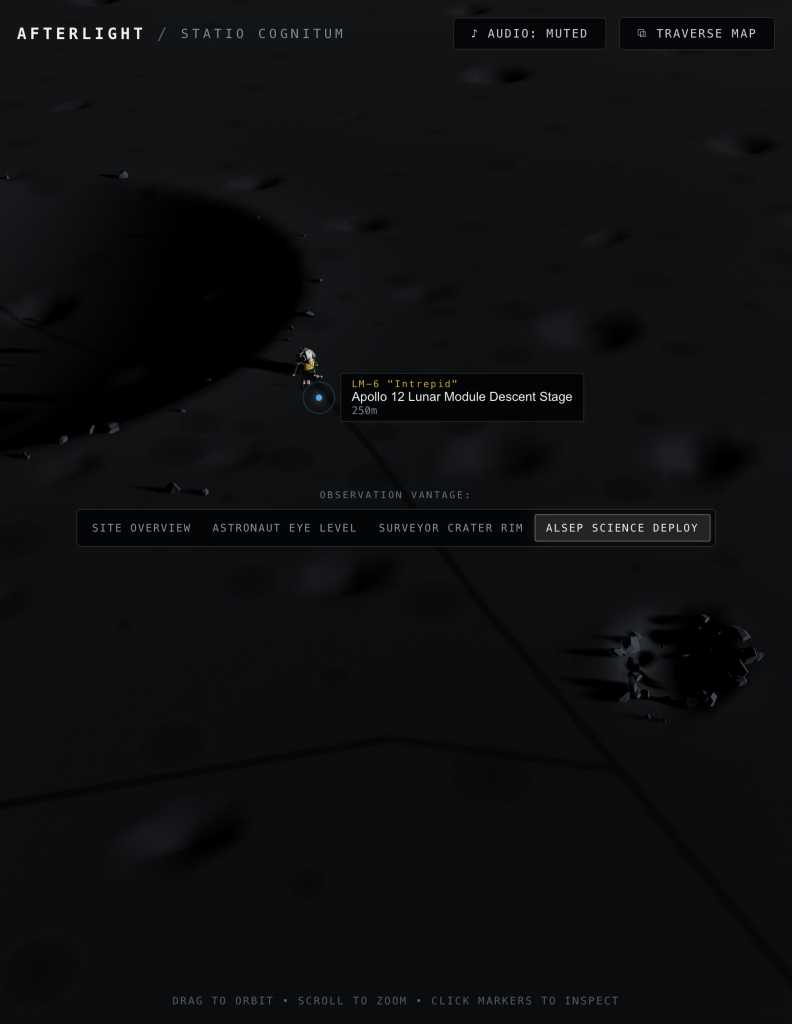 AFTERLIGHT / STATIO COGNITUM
♪ AUDIO: MUTED
TRAVERSE MAP
LM-6 "Intrepid"
Apollo 12 Lunar Module Descent Stage
250m
OBSERVATION VANTAGE:
SITE OVERVIEW ASTRONAUT EYE LEVEL SURVEYOR CRATER RIM ALSEP SCIENCE DEPLOY
DRAG TO ORBIT • SCROLL TO ZOOM • CLICK MARKERS TO INSPECT